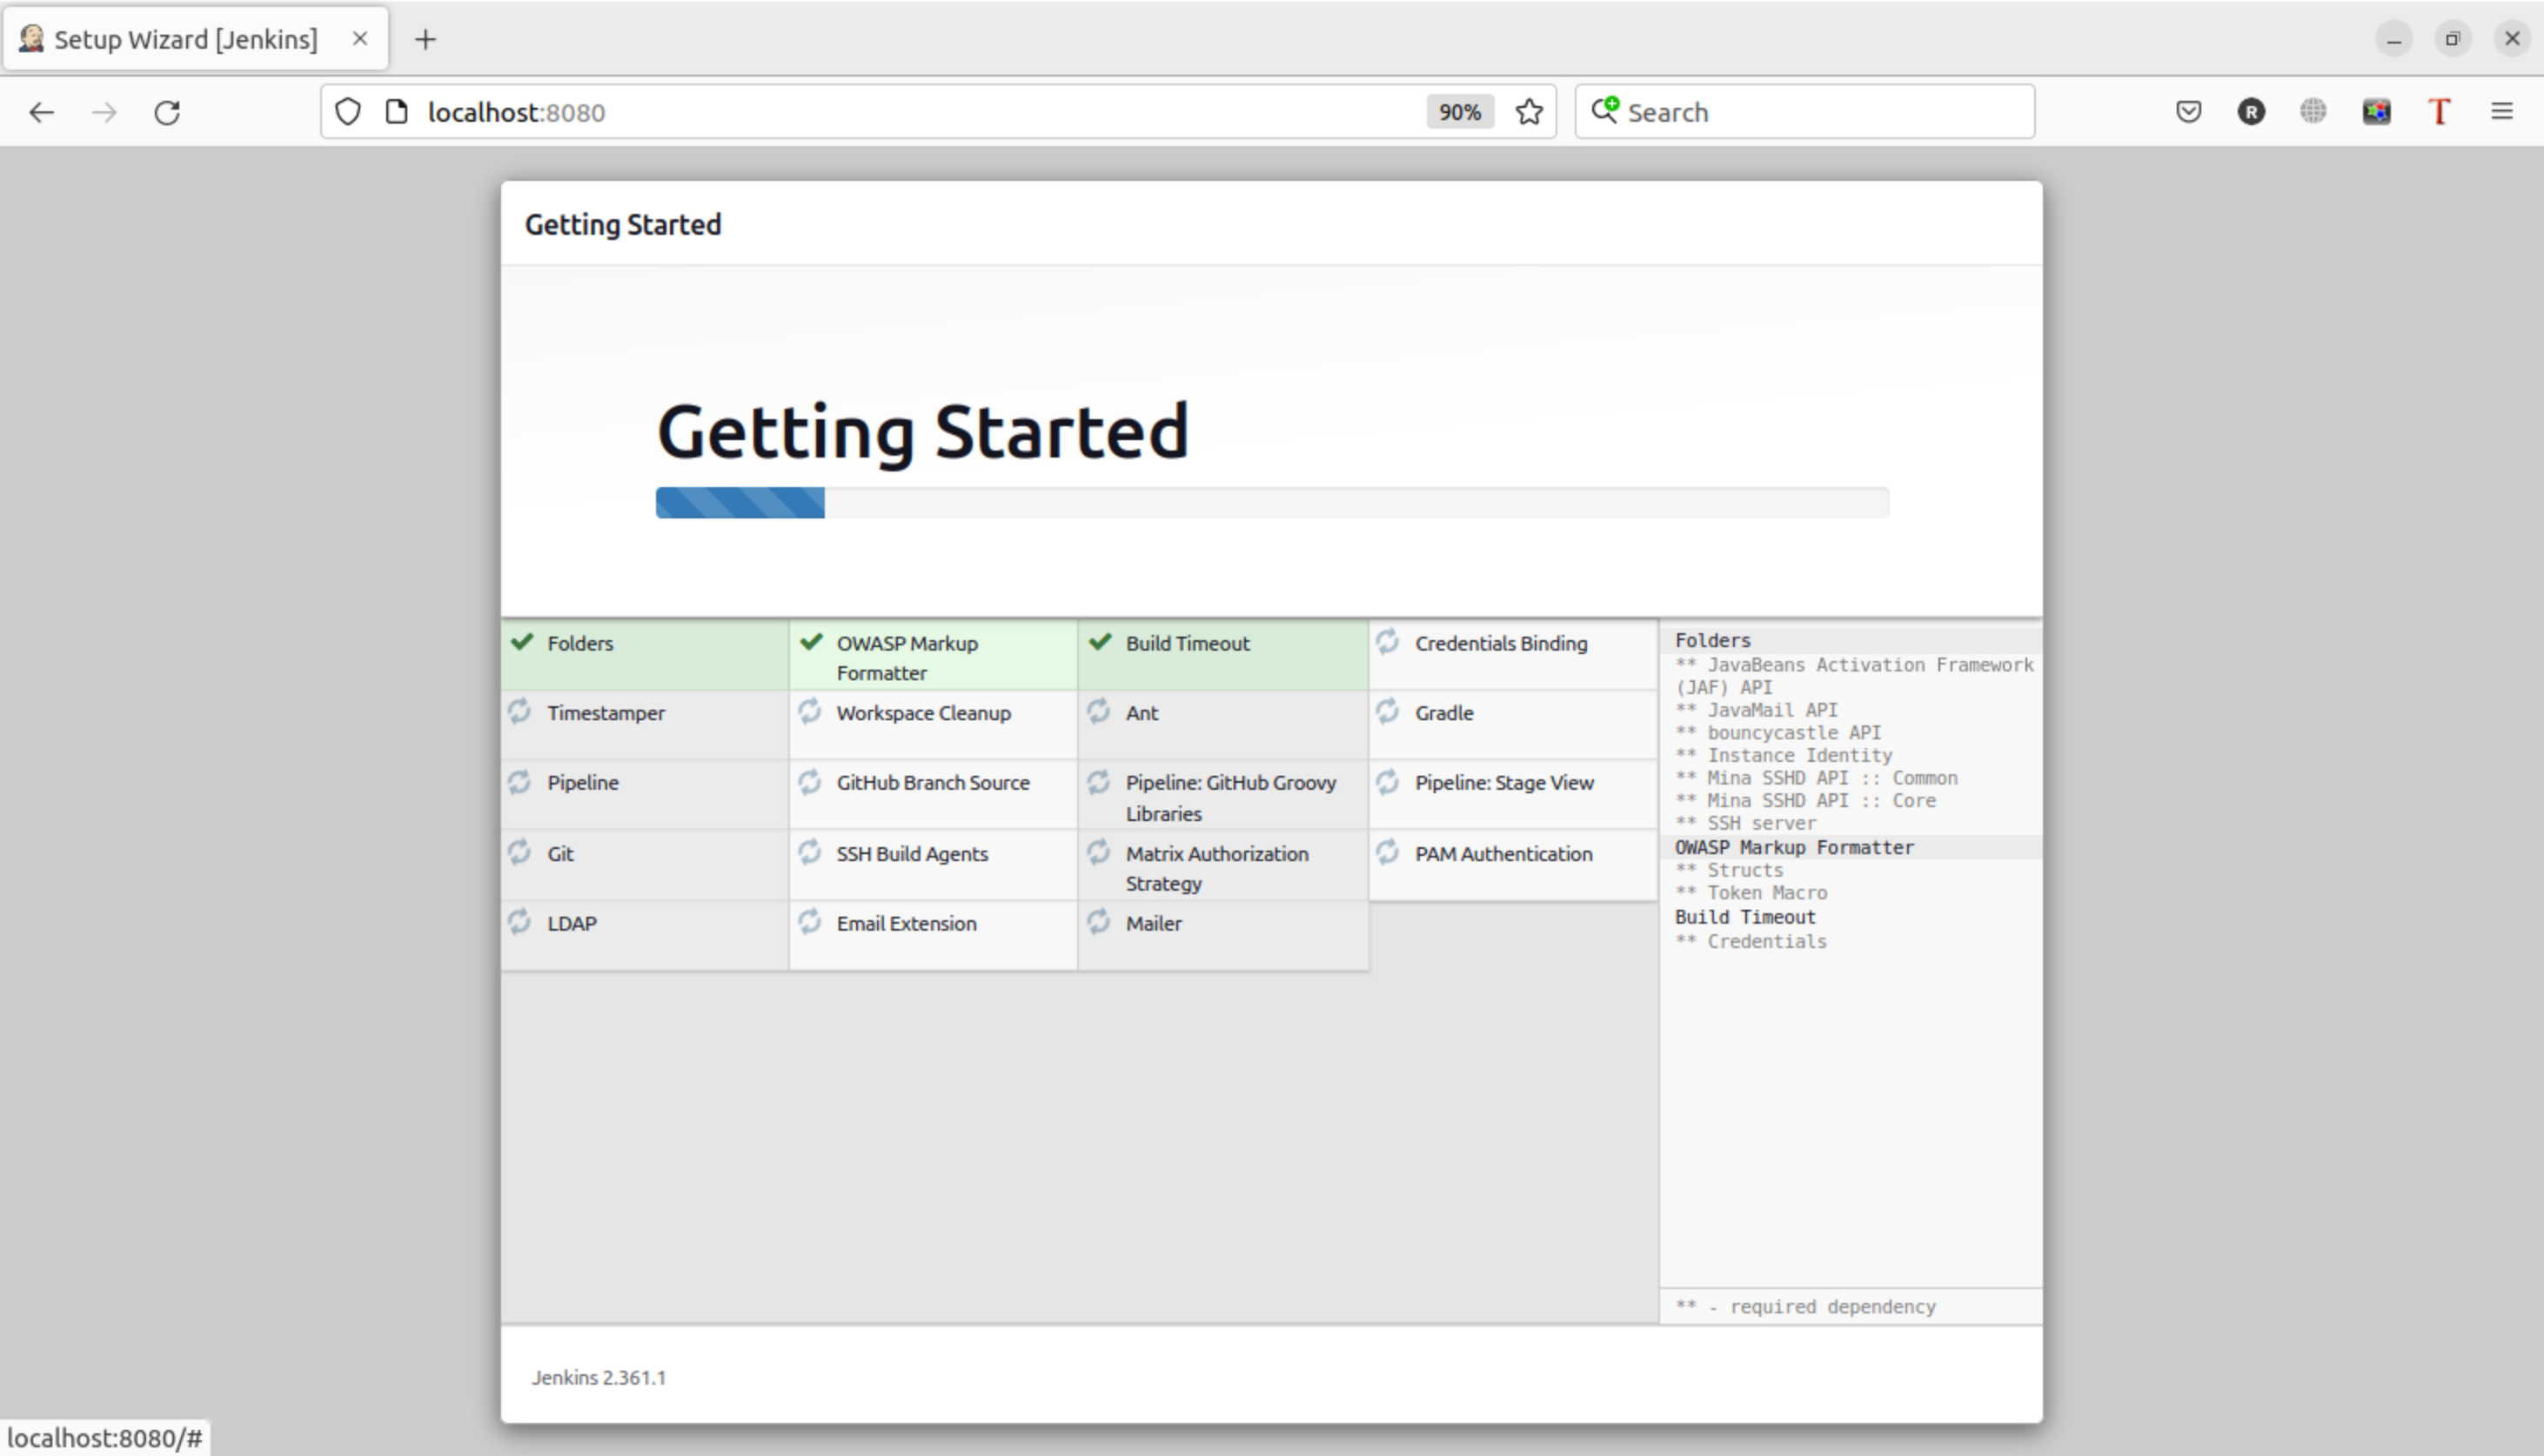 Setup Wizard [Jenkins]
localhost:8080
90%
Search
R
T
Getting Started
Getting Started
Folders
OWASP Markup
Formatter
Build Timeout
Credentials Binding
Timestamper
Workspace Cleanup
Ant
Gradle
Pipeline
GitHub Branch Source
Pipeline: GitHub Groovy
Libraries
Pipeline: Stage View
Git
SSH Build Agents
Matrix Authorization
Strategy
PAM Authentication
LDAP
Email Extension
Mailer
Folders
** JavaBeans Activation Framework
(JAF) API
** JavaMail API
** bouncycastle API
** Instance Identity
** Mina SSHD API :: Common
** Mina SSHD API :: Core
** SSH server
OWASP Markup Formatter
** Structs
** Token Macro
Build Timeout
** Credentials
** - required dependency
Jenkins 2.361.1
localhost:8080/#